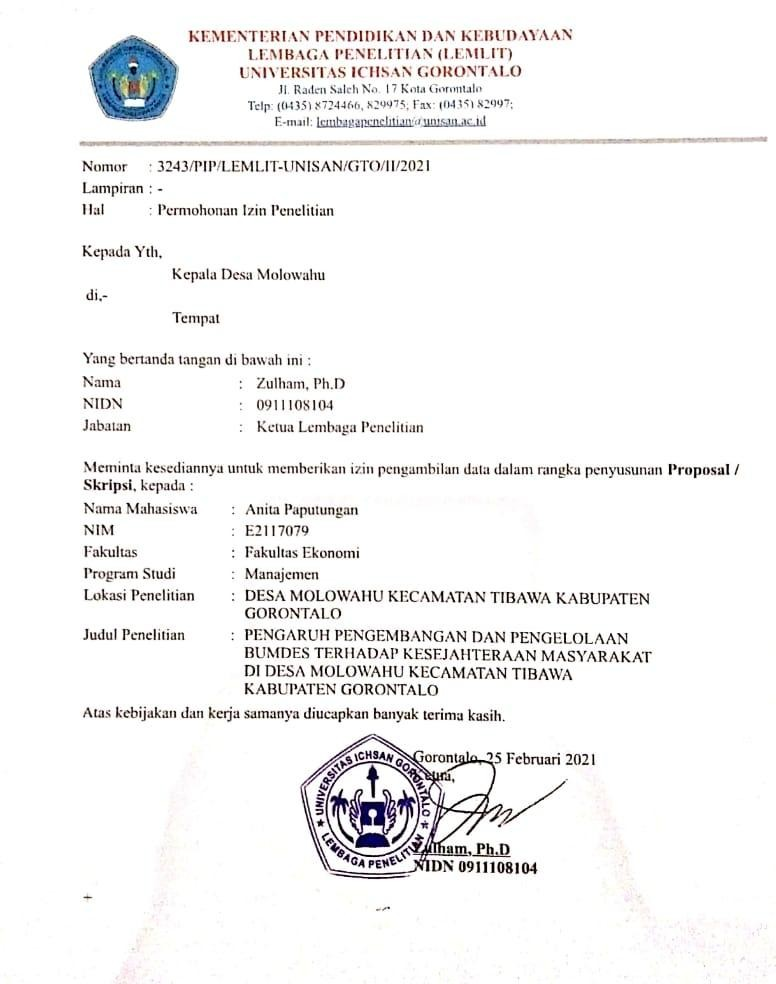 KEMENTERIAN PENDIDIKAN DAN KEBUDAYAAN
LEMBAGA PENELITIAN (LEMLIT)
UNIVERSITAS ICHSAN GORONTALO
Jl. Raden Saleh No. 17 Kota Gorontalo
Telp: (0435) 8724466, 829975; Fax: (0435) 82997;
E-mail: lembagapenelitian@unisan.ac.id
Nomor : 3243/PIP/LEMLIT-UNISAN/GTO/II/2021
Lampiran : -
Hal : Permohonan Izin Penelitian
Kepada Yth,
Kepala Desa Molowahu
di,-
Tempat
Yang bertanda tangan di bawah ini :
Nama : Zulham, Ph.D
NIDN : 0911108104
Jabatan : Ketua Lembaga Penelitian
Meminta kesediannya untuk memberikan izin pengambilan data dalam rangka penyusunan Proposal /
Skripsi, kepada :
Nama Mahasiswa : Anita Paputungan
NIM : E2117079
Fakultas : Fakultas Ekonomi
Program Studi : Manajemen
Lokasi Penelitian : DESA MOLOWAHU KECAMATAN TIBAWA KABUPATEN
GORONTALO
Judul Penelitian : PENGARUH PENGEMBANGAN DAN PENGELOLAAN
BUMDES TERHADAP KESEJAHTERAAN MASYARAKAT
DI DESA MOLOWAHU KECAMATAN TIBAWA
KABUPATEN GORONTALO
Atas kebijakan dan kerja samanya diucapkan banyak terima kasih.
Gorontalo, 25 Februari 2021
Ketua,
UNIVERSITAS ICHSAN GORONTALO
LEMBAGA PENELITIAN
Zulham, Ph.D
NIDN 0911108104
+